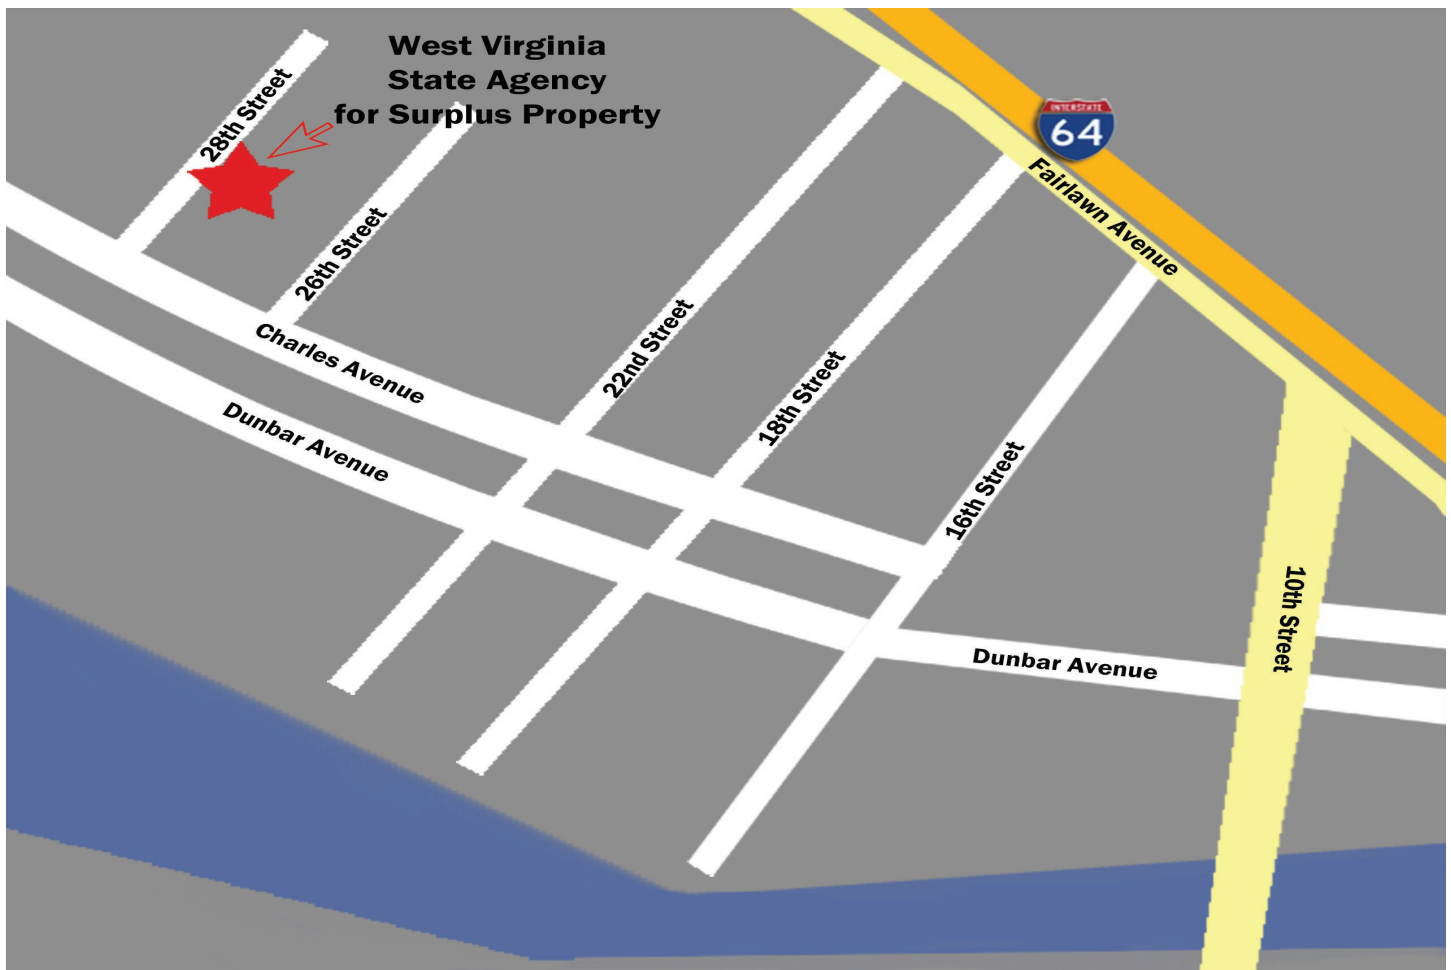 West Virginia
State Agency
for Surplus Property
28th Street
INTERSTATE
64
Fairlawn Avenue
26th Street
22nd Street
18th Street
Charles Avenue
Dunbar Avenue
16th Street
10th Street
Dunbar Avenue